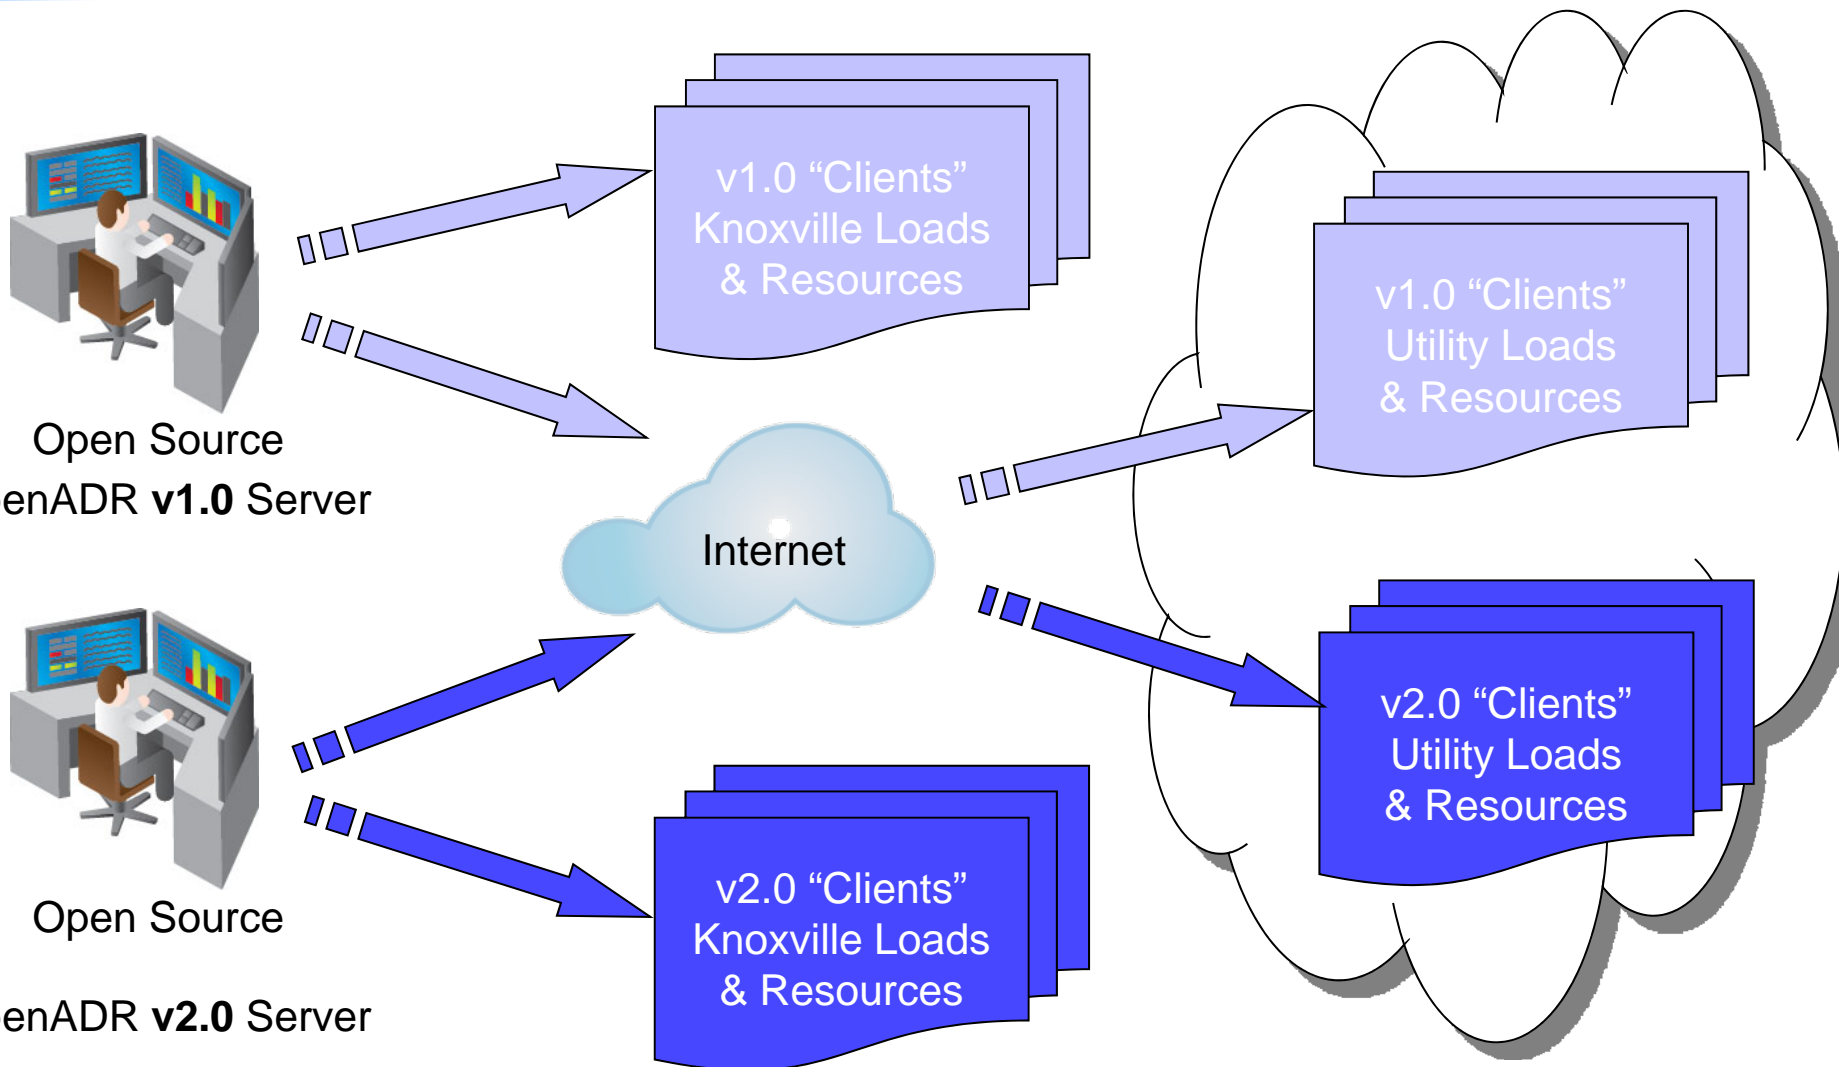 v1.0 “Clients”
Knoxville Loads
& Resources
v1.0 “Clients”
Utility Loads
& Resources
Open Source
enADR v1.0 Server
Internet
v2.0 “Clients”
Utility Loads
& Resources
v2.0 “Clients”
Knoxville Loads
& Resources
Open Source
enADR v2.0 Server